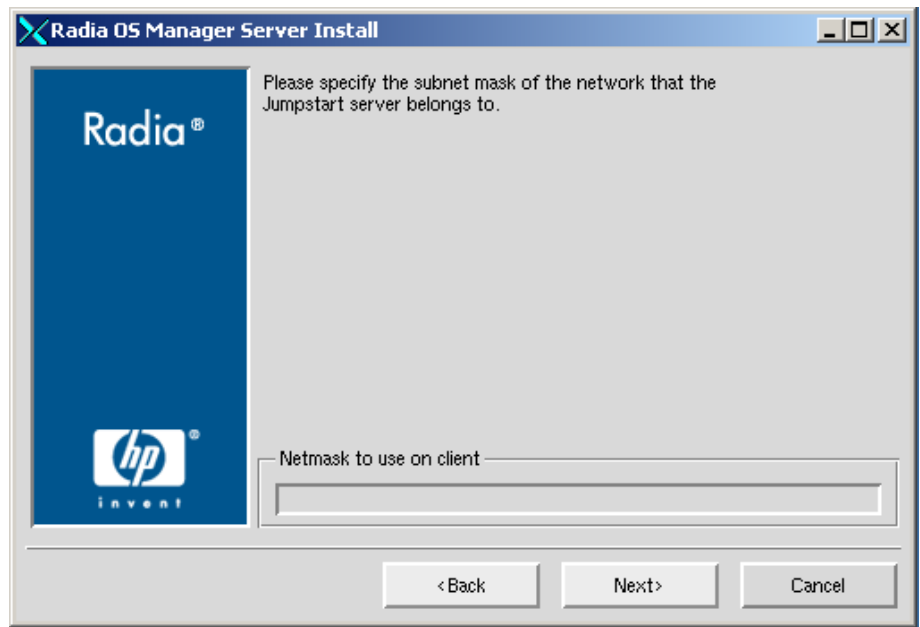 Radia OS Manager Server Install
Radia®
Please specify the subnet mask of the network that the
Jumpstart server belongs to.
hp®
invent
Netmask to use on client
<Back
Next>
Cancel